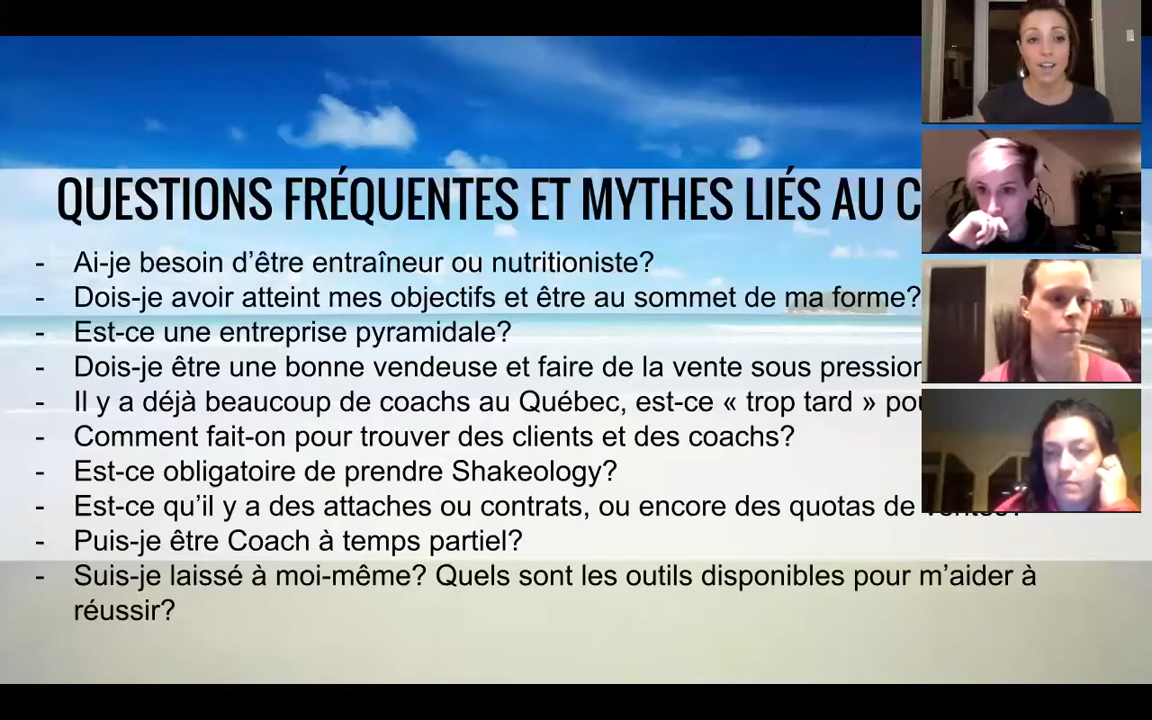 QUESTIONS FRÉQUENTES ET MYTHES LIÉS AU C
- Ai-je besoin d’être entraîneur ou nutritioniste?
- Dois-je avoir atteint mes objectifs et être au sommet de ma forme?
- Est-ce une entreprise pyramidale?
- Dois-je être une bonne vendeuse et faire de la vente sous pression
- Il y a déjà beaucoup de coachs au Québec, est-ce « trop tard »
- Comment fait-on pour trouver des clients et des coachs?
- Est-ce obligatoire de prendre Shakeology?
- Est-ce qu’il y a des attaches ou contrats, ou encore des quotas de
- Puis-je être Coach à temps partiel?
- Suis-je laissé à moi-même? Quels sont les outils disponibles pour m’aider à
réussir?